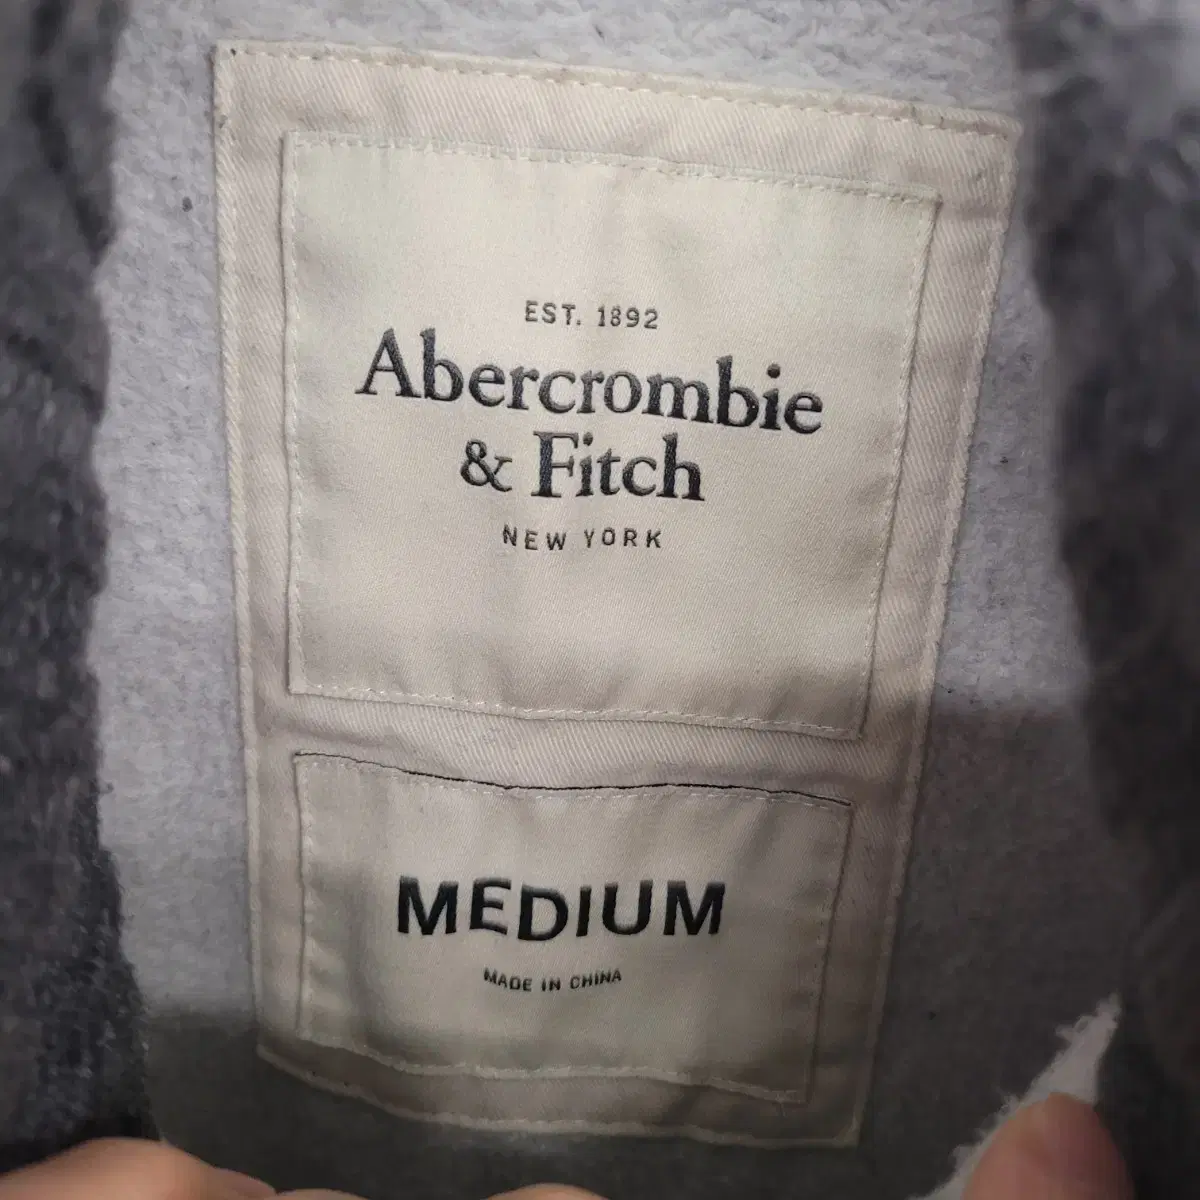 EST. 1892
Abercrombie
& Fitch
NEW YORK
MEDIUM
MADE IN CHINA